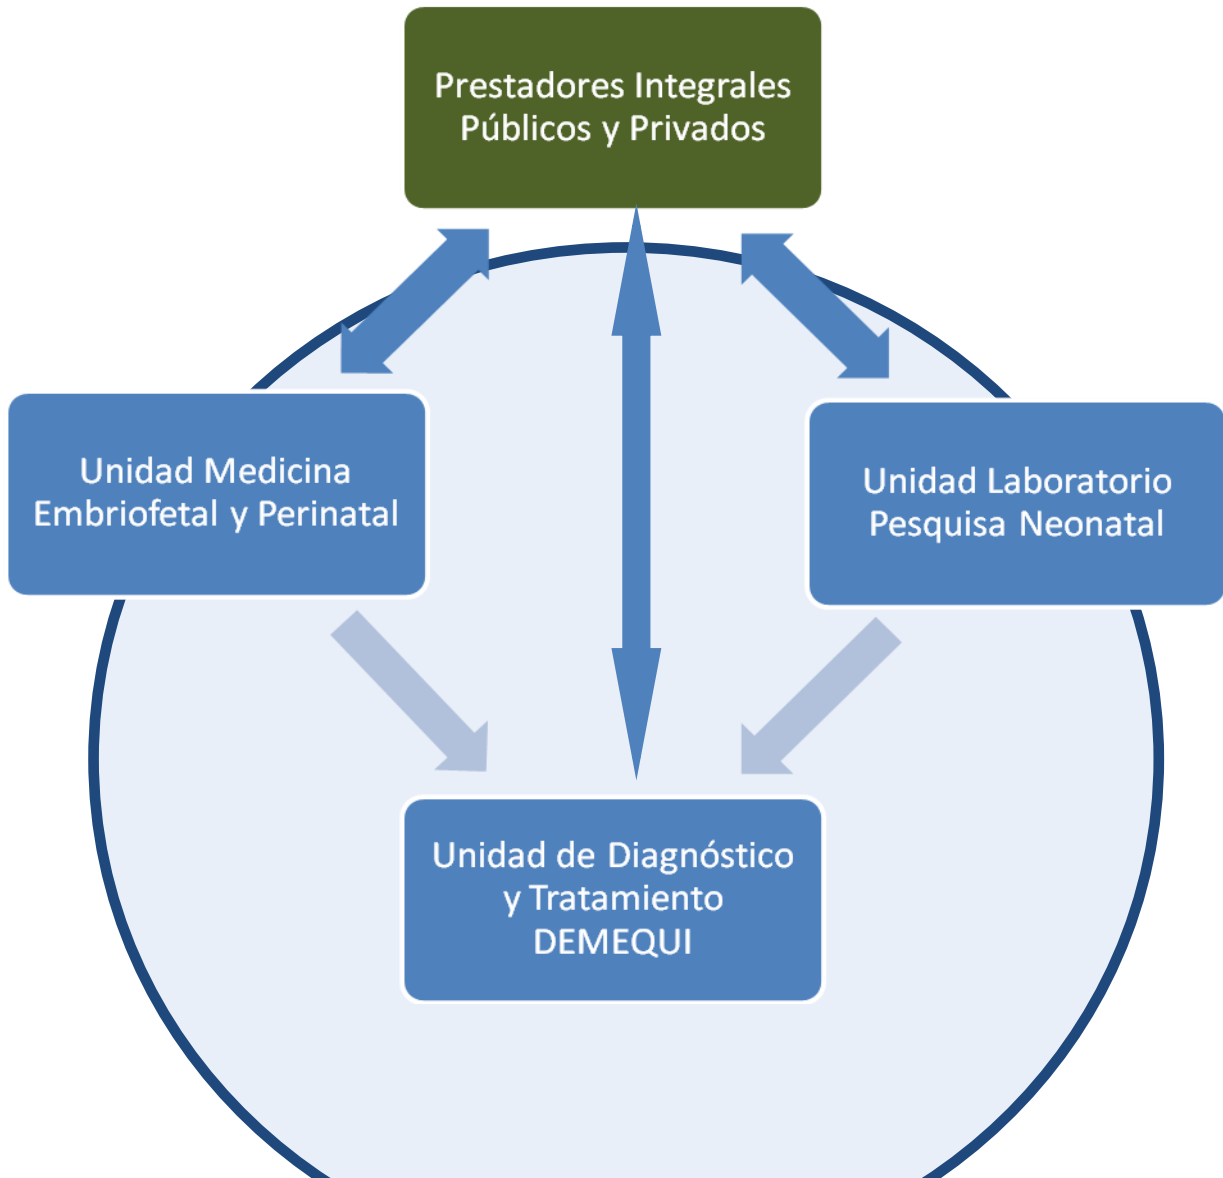 Prestadores Integrales
Públicos y Privados
Unidad Medicina
Embriofetal y Perinatal
Unidad Laboratorio
Pesquisa Neonatal
Unidad de Diagnóstico
y Tratamiento
DEMEQUI